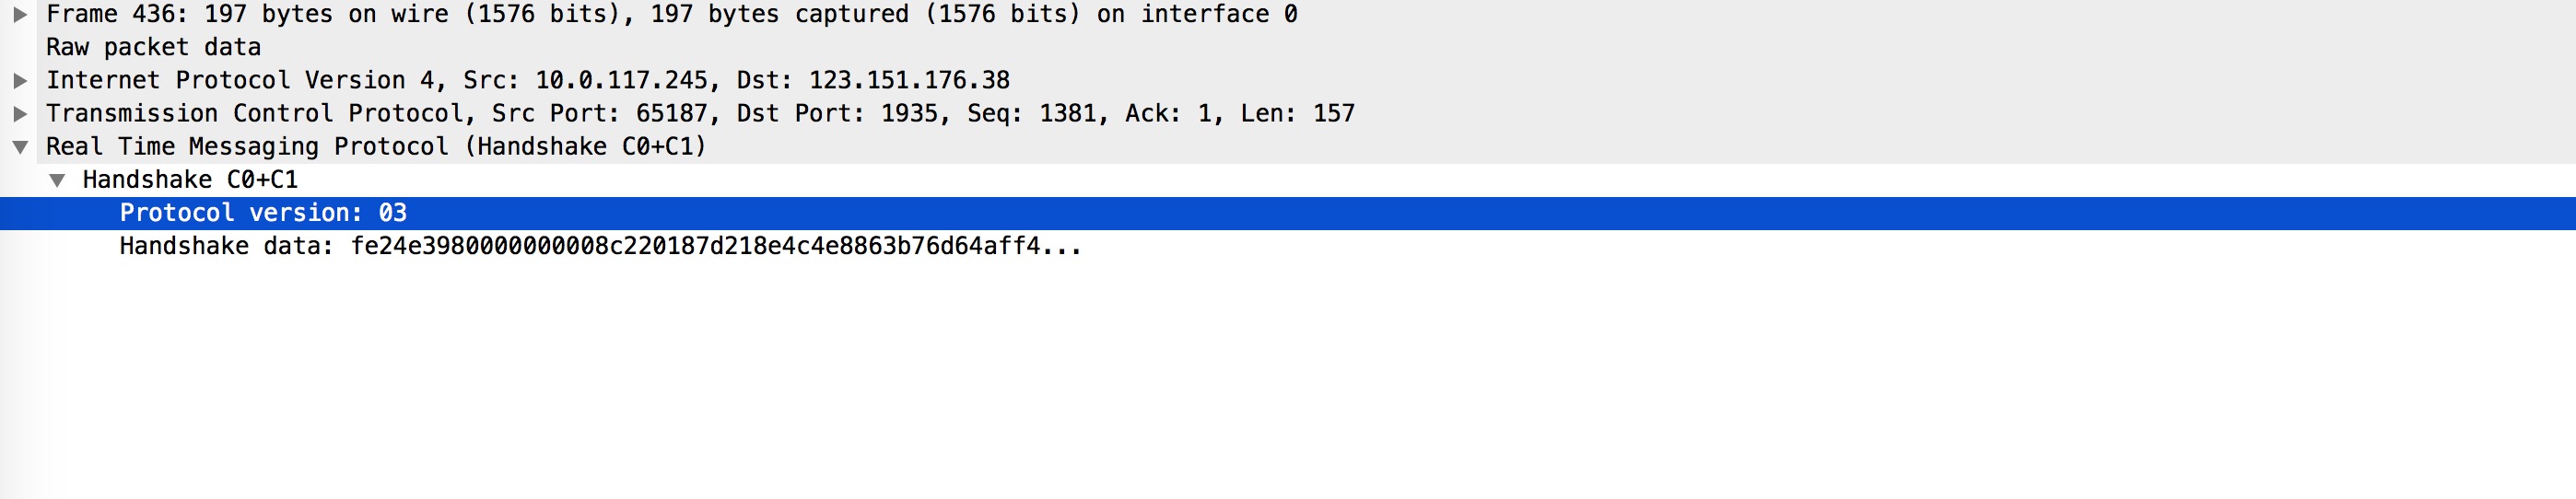 Frame 436: 197 bytes on wire (1576 bits), 197 bytes captured (1576 bits) on interface 0
Raw packet data
Internet Protocol Version 4, Src: 10.0.117.245, Dst: 123.151.176.38
Transmission Control Protocol, Src Port: 65187, Dst Port: 1935, Seq: 1381, Ack: 1, Len: 157
Real Time Messaging Protocol (Handshake C0+C1)
Handshake C0+C1
Protocol version: 03
Handshake data: fe24e3980000000008c220187d218e4c4e8863b76d64aff4...